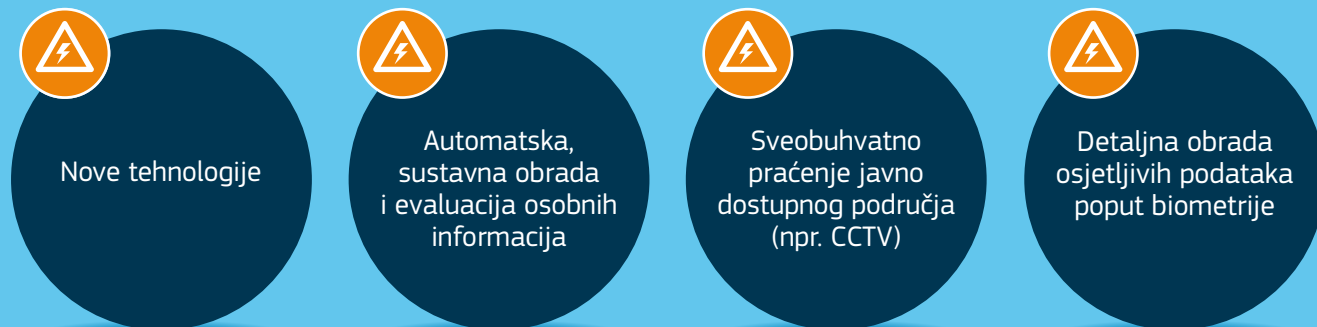 Nove tehnologije
Automatska,
sustavna obrada
i evaluacija osobnih
informacija
Sveobuhvatno
praćenje javno
dostupnog područja
(npr. CCTV)
Detaljna obrada
osjetljivih podataka
poput biometrije